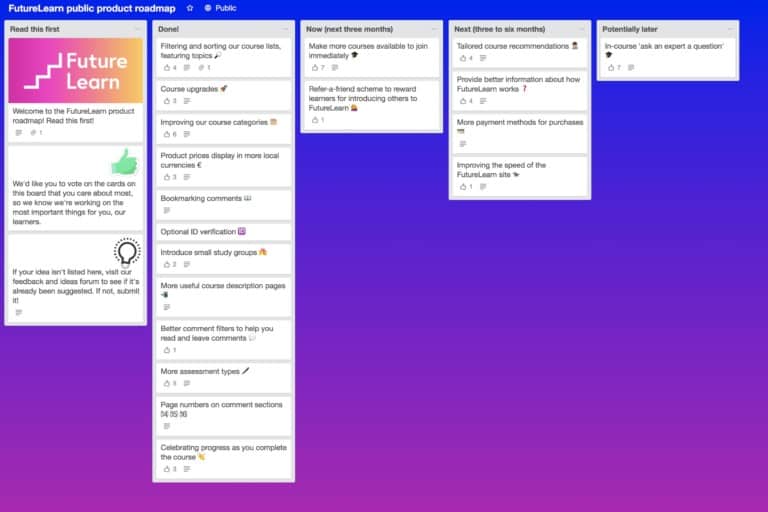 FutureLearn public product roadmap
Public
Read this first
Future
Learn
Welcome to the FutureLearn product
roadmap! Read this first!
1
We'd like you to vote on the cards on
this board that you care about most,
so we know we're working on the
most important things for you, our
learners.
If your idea isn't listed here, visit our
feedback and ideas forum to see if it's
already been suggested. If not, submit
it!
Done!
Filtering and sorting our course lists,
featuring topics
4 1
Course upgrades
3
Improving our course categories
6
Product prices display in more local
currencies €
3
Bookmarking comments
Optional ID verification
Introduce small study groups
2
More useful course description pages
Better comment filters to help you
read and leave comments
1
More assessment types
3
Page numbers on comment sections
Celebrating progress as you complete
the course
3
Now (next three months)
Make more courses available to join
immediately
7
Refer-a-friend scheme to reward
learners for introducing others to
FutureLearn
1
Next (three to six months)
Tailored course recommendations
4
Provide better information about how
FutureLearn works ❓
4
More payment methods for purchases
Improving the speed of the
FutureLearn site
1
Potentially later
In-course 'ask an expert a question'
7